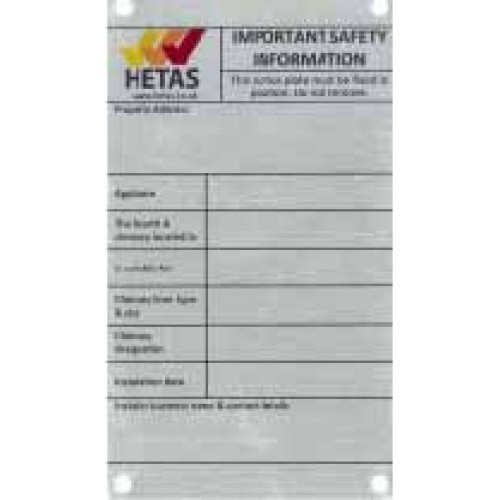 HETAS
www.hetas.co.uk
IMPORTANT SAFETY
INFORMATION
This notice plate must be fixed in
position. Do not remove.
Property Address:
Appliance
The hearth &
chimney located in
Chimney liner type
& size
Chimney
designation
Installation date
Installer business name & contact details